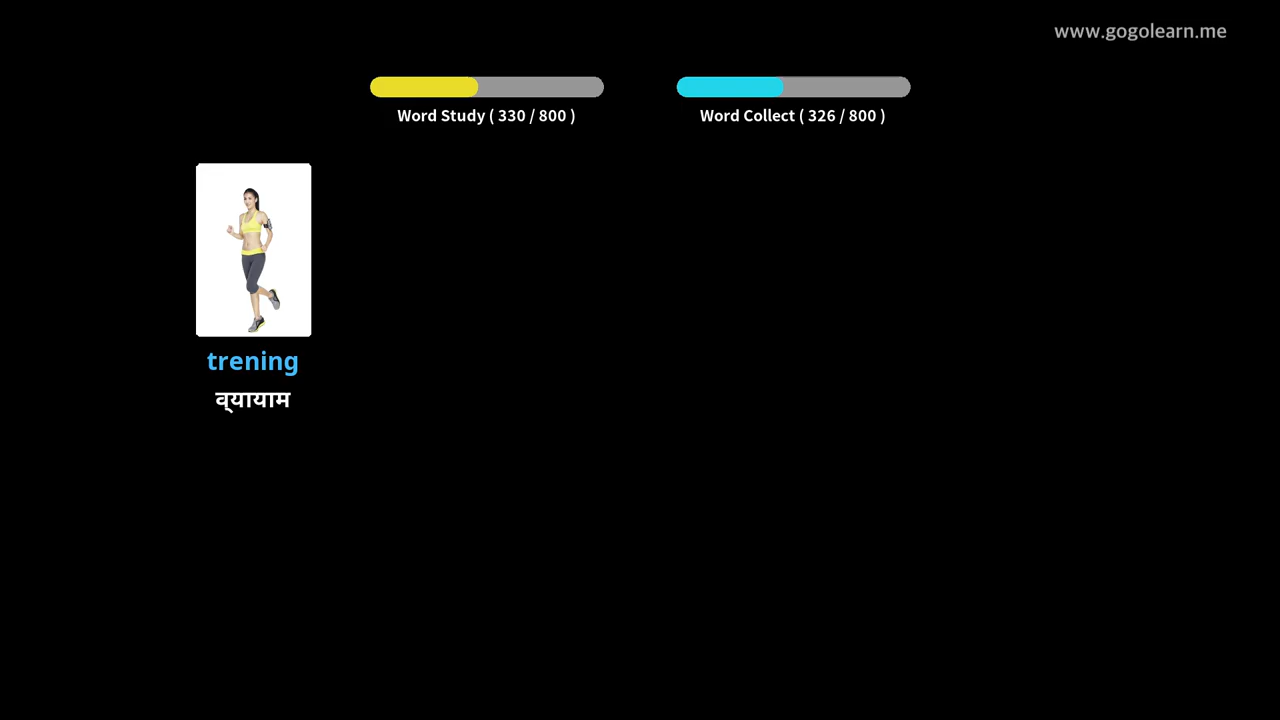 www.gogolearn.me
Word Study ( 330 / 800 )
Word Collect ( 326 / 800 )
trening
व्यायाम